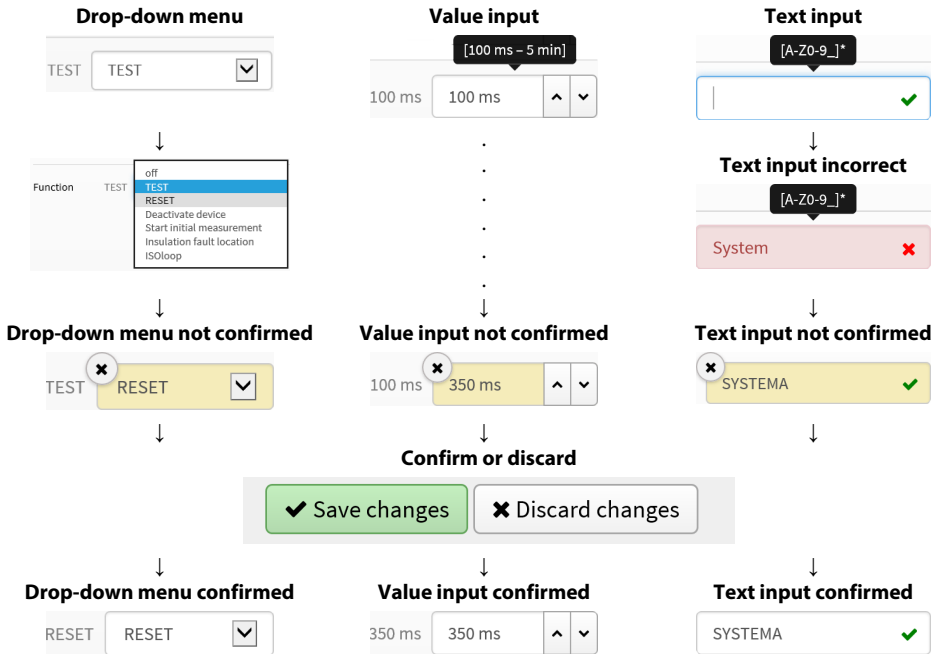 Drop-down menu Value input Text input
[100 ms – 5 min] [A-Z0-9_]*
TEST TEST 100 ms 100 ms
↓ ↓
Text input incorrect
off
Function TEST TEST
RESET
Deactivate device
Start initial measurement
Insulation fault location
ISOloop
[A-Z0-9_]*
System
↓ ↓ ↓
Drop-down menu not confirmed Value input not confirmed Text input not confirmed
TEST RESET 100 ms 350 ms SYSTEMA
↓ ↓ ↓
Confirm or discard
Save changes Discard changes
↓ ↓ ↓
Drop-down menu confirmed Value input confirmed Text input confirmed
RESET RESET 350 ms 350 ms SYSTEMA